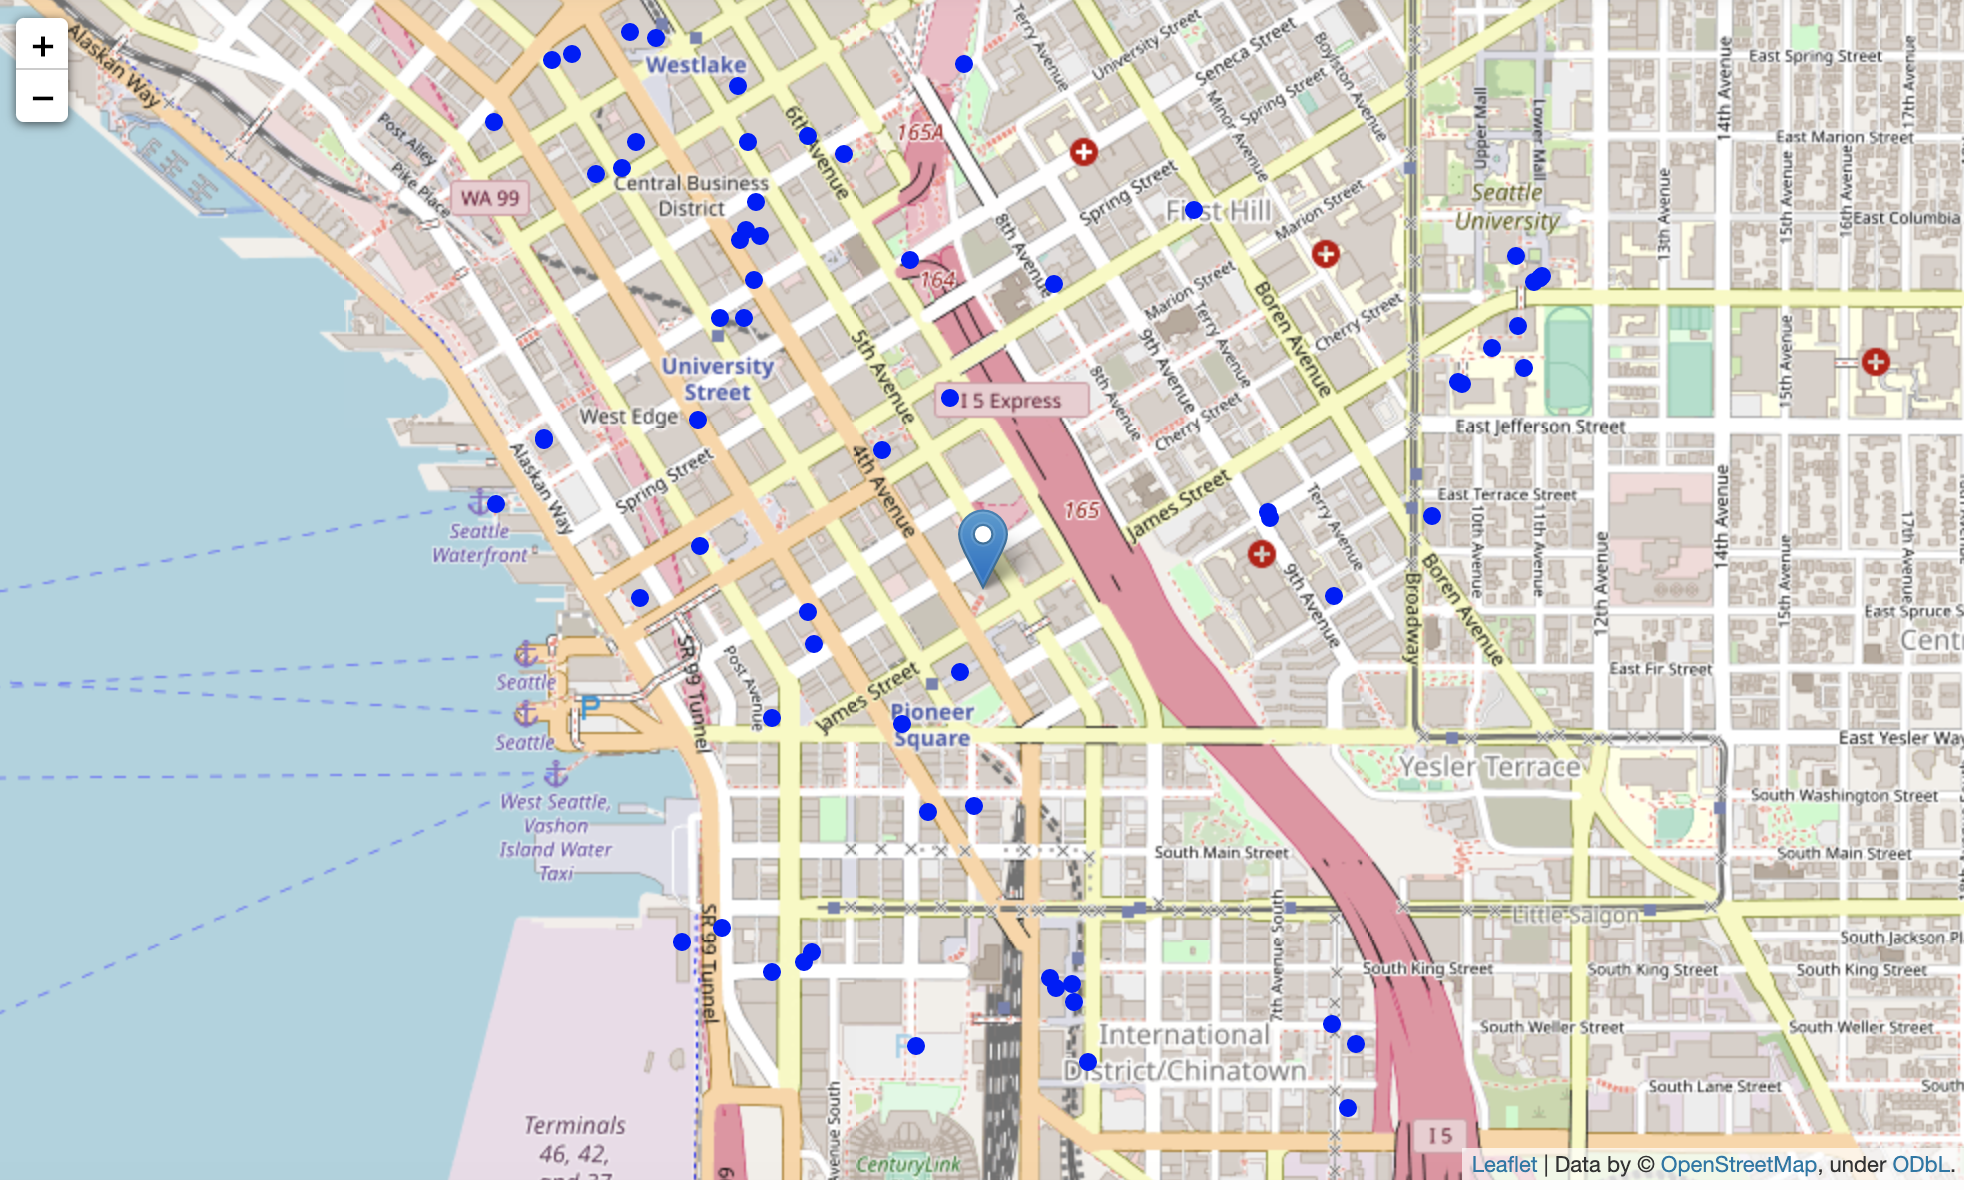 +
−
Alaskan Way
Post Alley
Pike Place
WA 99
Westlake
6th Avenue
165A
Central Business
District
Terry Avenue
University Street
Seneca Street
Spring Street
Minor Avenue
Boylston Avenue
Spring Street
First Hill
Marion Street
8th Avenue
Upper Mall
Lower Mall
Seattle
University
East Spring Street
14th Avenue
17th Avenue
East Marion Street
13th Avenue
15th Avenue
16th Avenue
East Columbia
164
Marion Street
Boren Avenue
Cherry Street
University
Street
5th Avenue
I 5 Express
8th Avenue
9th Avenue
Terry Avenue
Cherry Street
15th Avenue
West Edge
Alaskan Way
Spring Street
4th Avenue
165
James Street
East Jefferson Street
East Terrace Street
10th Avenue
11th Avenue
12th Avenue
14th Avenue
17th Avenue
15th Avenue
Seattle
Waterfront
Terry Avenue
9th Avenue
Broadway
Boren Avenue
East Spruce S
Centr
East Fir Street
SR 99 Tunnel
Post Avenue
James Street
Pioneer
Square
Seattle
P
Seattle
East Yesler Way
Yesler Terrace
West Seattle,
Vashon
Island Water
Taxi
South Washington Street
South Main Street
South Main Street
SR 99 Tunnel
7th Avenue South
Little Saigon
South Jackson Pl
South King Street
South King Street
South King Street
International
District/Chinatown
P
South Weller Street
South Weller Street
South Lane Street
South
Avenue South
Terminals
46, 42,
and 37
CenturyLink
I 5
Leaflet | Data by © OpenStreetMap, under ODbL.